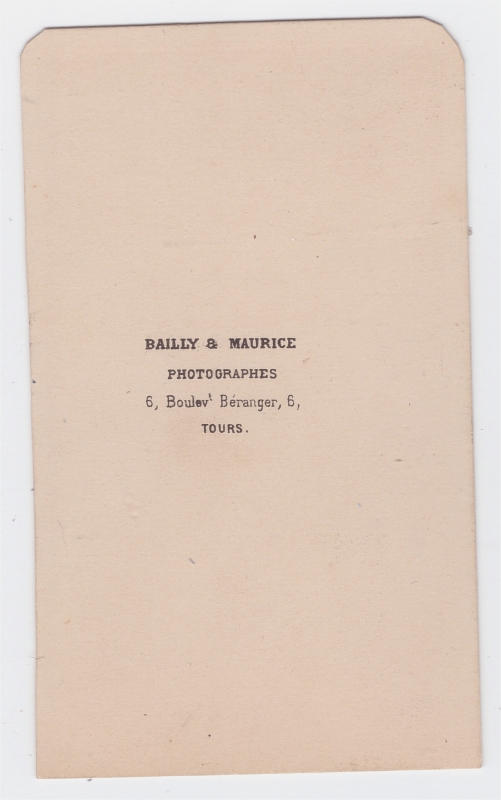 BAILLY & MAURICE
PHOTOGRAPHES
6, Boulevᵗ Béranger, 6,
TOURS.